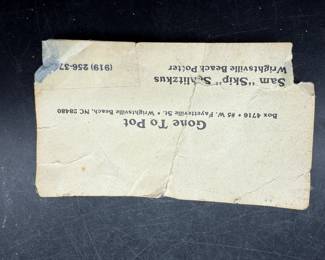 Gone To Pot
Box 4716 • #5 W. Fayetteville St. • Wrightsville Beach, NC 28480
Sam "Skip" Schlitzkus
Wrightsville Beach Potter (919) 256-37